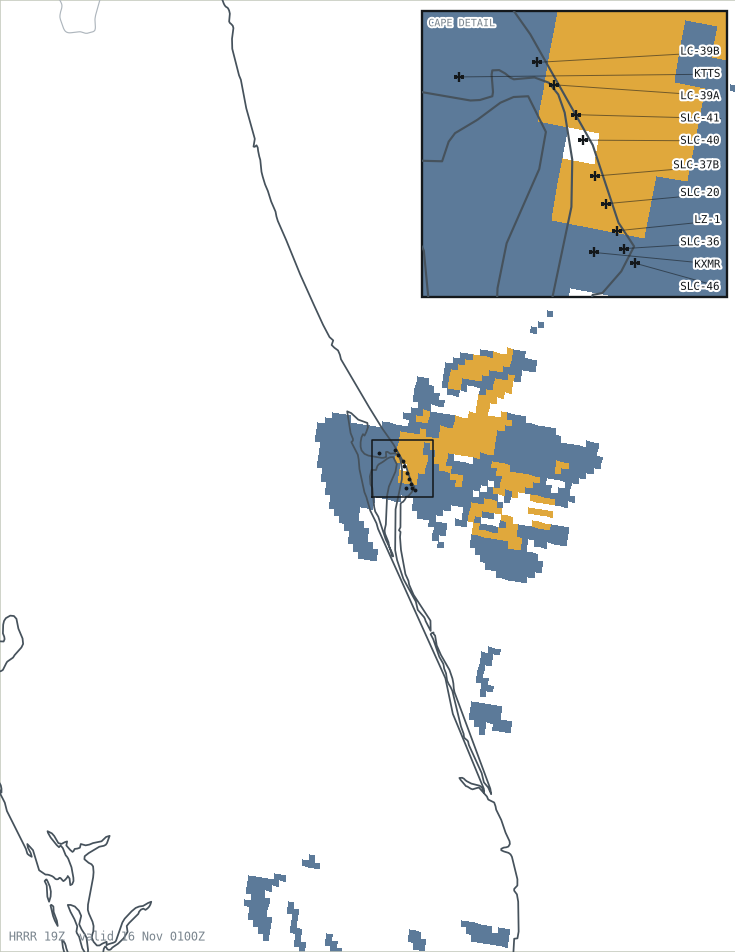 CAPE DETAIL
LC-39B
KTTS
LC-39A
SLC-41
SLC-40
SLC-37B
SLC-20
LZ-1
SLC-36
KXMR
SLC-46
HRRR 19Z  valid 16 Nov 0100Z